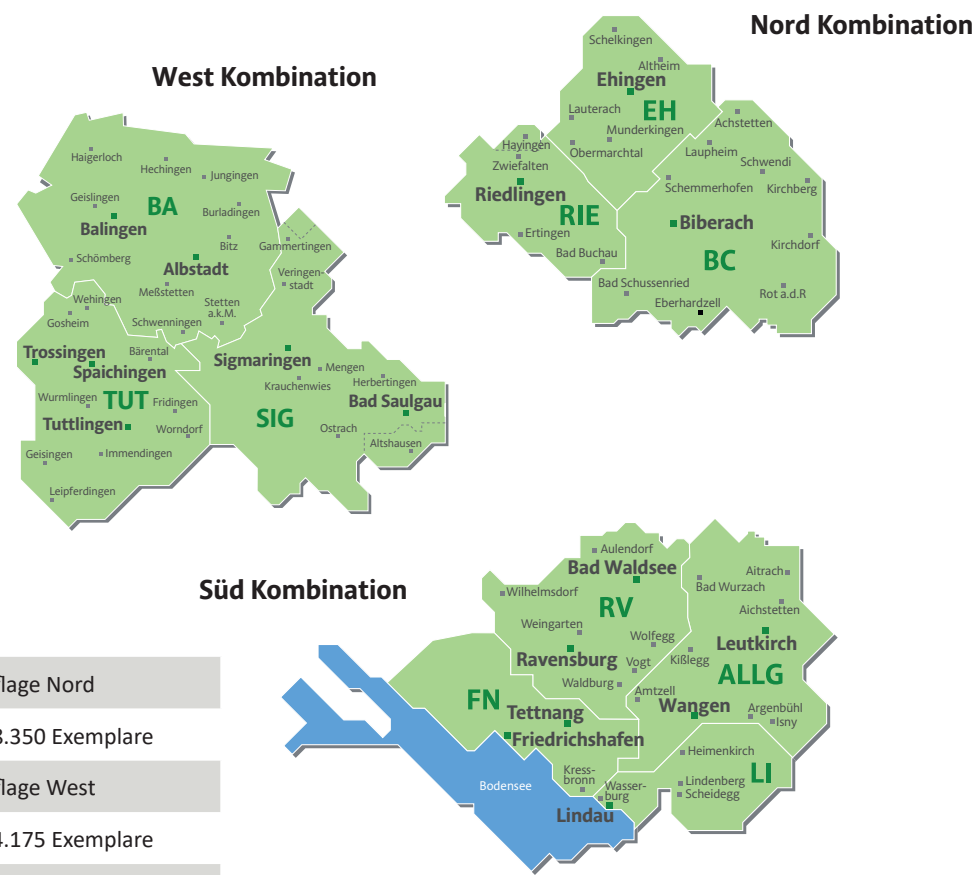 Nord Kombination
Schelkingen
Altheim
Ehingen
EH
Lauterach
Munderkingen
Obermarchtal
Achstetten
Laupheim
Schwendi
Schemmerhofen
Kirchberg
Hayingen
Zwiefalten
Riedlingen
RIE
Ertingen
Bad Buchau
Biberach
BC
Kirchdorf
Bad Schussenried
Eberhardzell
Rot a.d.R
West Kombination
Haigerloch
Hechingen
Jungingen
Geislingen
BA
Burladingen
Balingen
Bitz
Gammertingen
Schömberg
Albstadt
Veringen-
stadt
Meßstetten
Wehingen
Stetten
a.k.M.
Gosheim
Schwenningen
Trossingen
Bärental
Spaichingen
Sigmaringen
Mengen
Krauchenwies
Herbertingen
Wurmlingen
TUT
Fridingen
Bad Saulgau
SIG
Tuttlingen
Worndorf
Ostrach
Altshausen
Geisingen
Immendingen
Leipferdingen
Süd Kombination
Aulendorf
Bad Waldsee
Wilhelmsdorf
RV
Weingarten
Wolfegg
Ravensburg
Vogt
Waldburg
Aitrach
Bad Wurzach
Aichstetten
Leutkirch
Kißlegg
ALLG
Amtzell
Wangen
Argenbühl
Isny
FN
Tettnang
Friedrichshafen
Heimenkirch
LI
Kress-
bronn
Wasser-
burg
Lindenberg
Scheidegg
Bodensee
Lindau
flage Nord
.350 Exemplare
flage West
.175 Exemplare